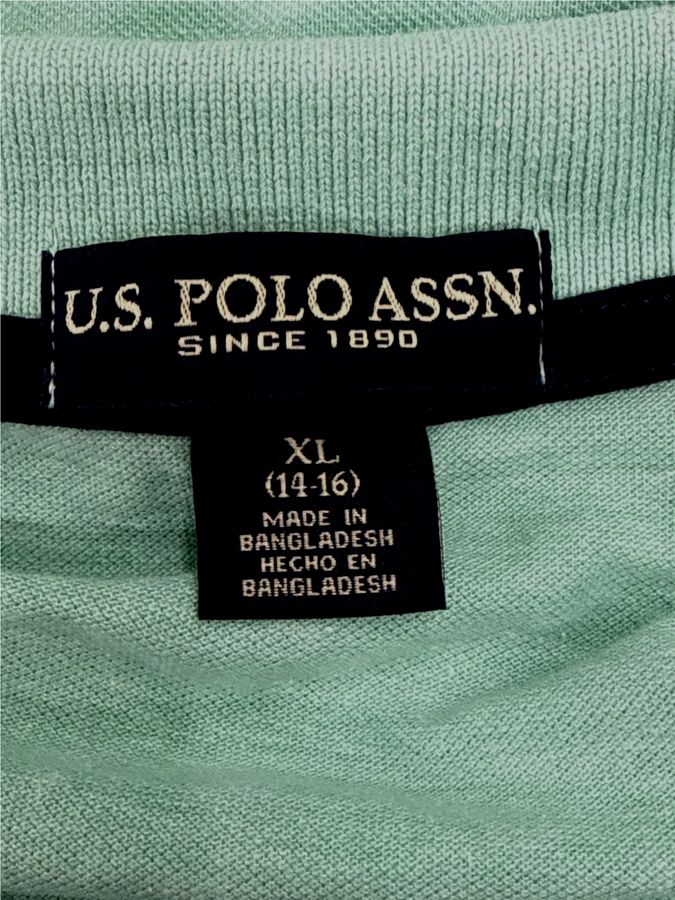 U.S. POLO ASSN.
SINCE 1890
XL
(14-16)
MADE IN
BANGLADESH
HECHO EN
BANGLADESH